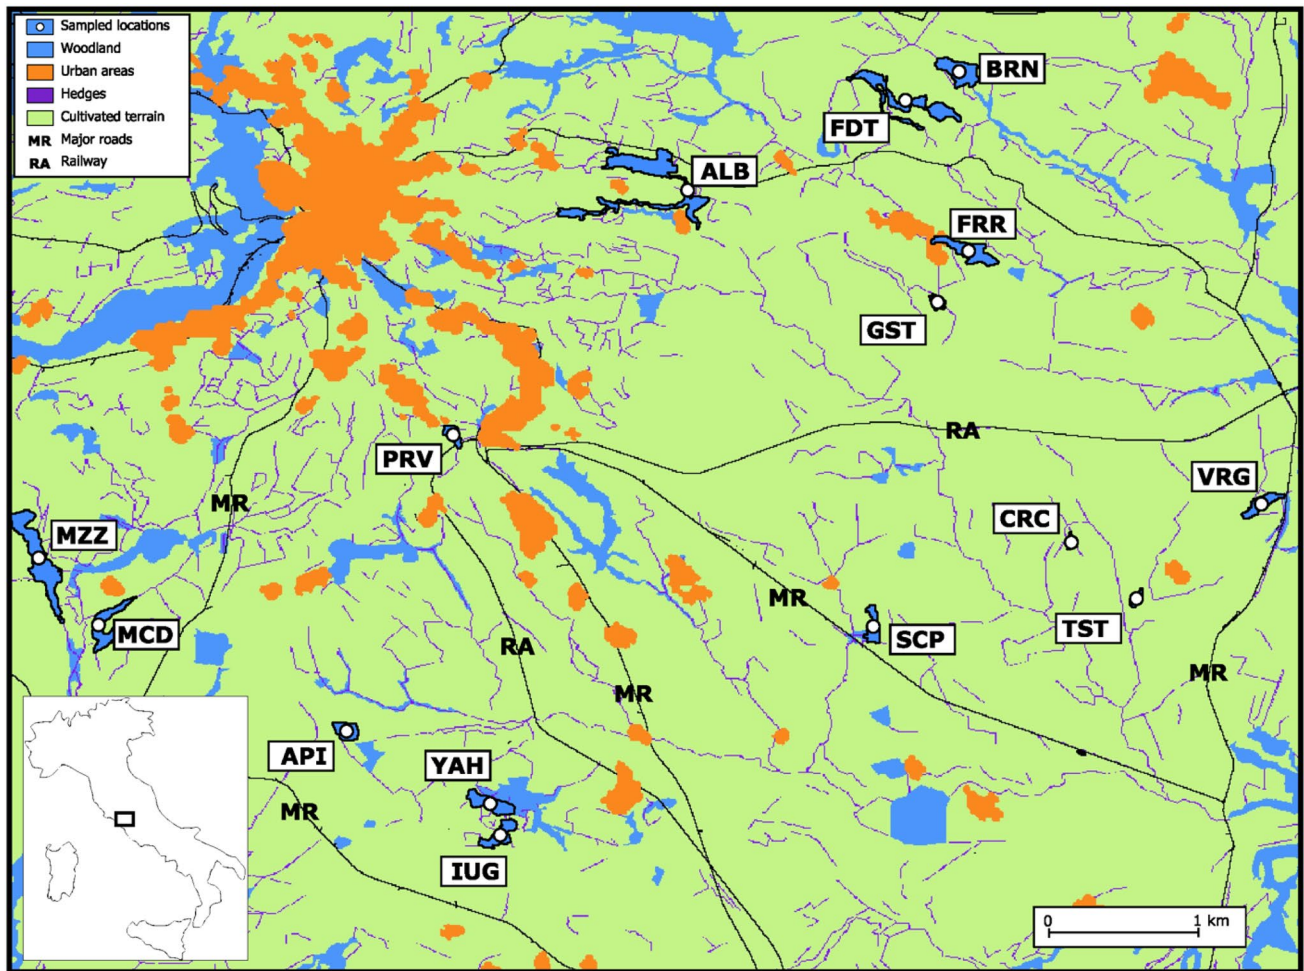 Sampled locations
Woodland
Urban areas
Hedges
Cultivated terrain
MR Major roads
RA Railway
BRN
FDT
ALB
FRR
GST
RA
PRV
VRG
MR
CRC
MZZ
MR
TST
MCD
SCP
RA
MR
MR
API
YAH
MR
IUG
0 1 km